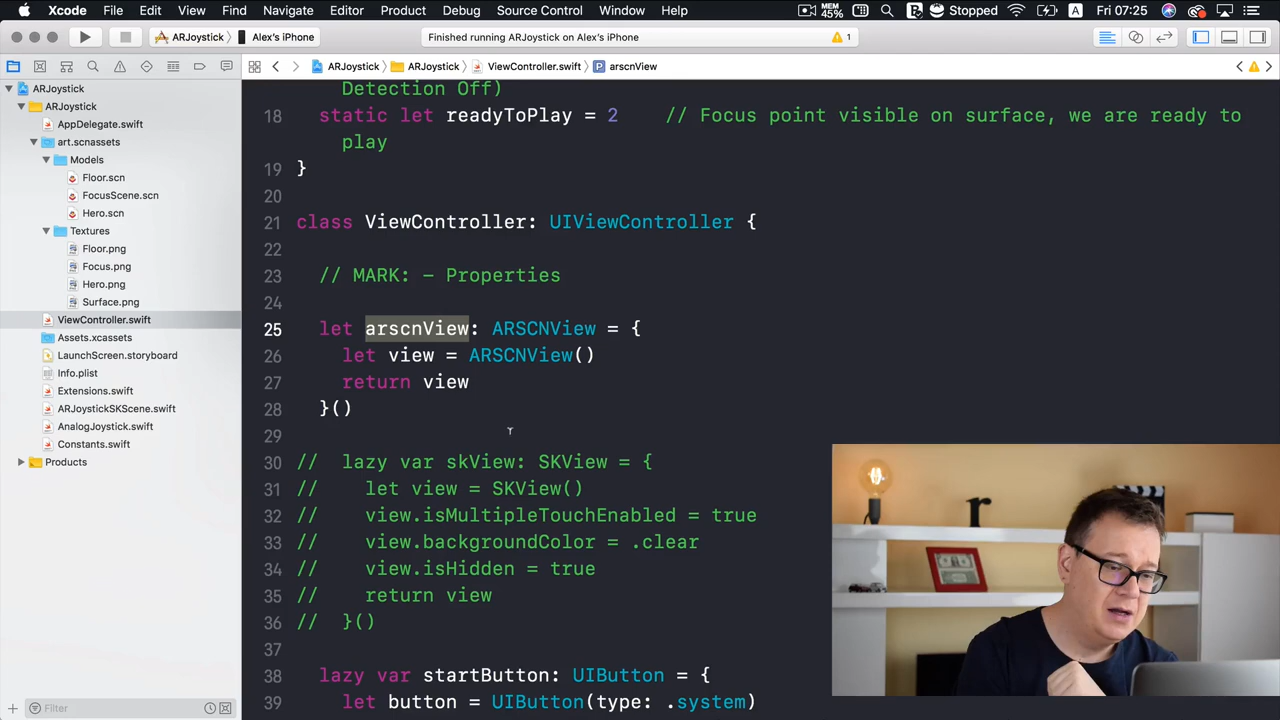 Xcode File Edit View Find Navigate Editor Product Debug Source Control Window Help MEM 45% Stopped A Fri 07:25
ARJoystick Alex's iPhone Finished running ARJoystick on Alex's iPhone 1
ARJoystick ARJoystick ViewController.swift P arscnView
ARJoystick
ARJoystick
AppDelegate.swift
art.scnassets
Models
Floor.scn
FocusScene.scn
Hero.scn
Textures
Floor.png
Focus.png
Hero.png
Surface.png
ViewController.swift
Assets.xcassets
LaunchScreen.storyboard
Info.plist
Extensions.swift
ARJoystickSKScene.swift
AnalogJoystick.swift
Constants.swift
Products
Filter
Detection Off)
18 static let readyToPlay = 2 // Focus point visible on surface, we are ready to
play
19 }
20
21 class ViewController: UIViewController {
22
23 // MARK: - Properties
24
25 let arscnView: ARSCNView = {
26 let view = ARSCNView()
27 return view
28 }()
29
30 // lazy var skView: SKView = {
31 // let view = SKView()
32 // view.isMultipleTouchEnabled = true
33 // view.backgroundColor = .clear
34 // view.isHidden = true
35 // return view
36 // }()
37
38 lazy var startButton: UIButton = {
39 let button = UIButton(type: .system)